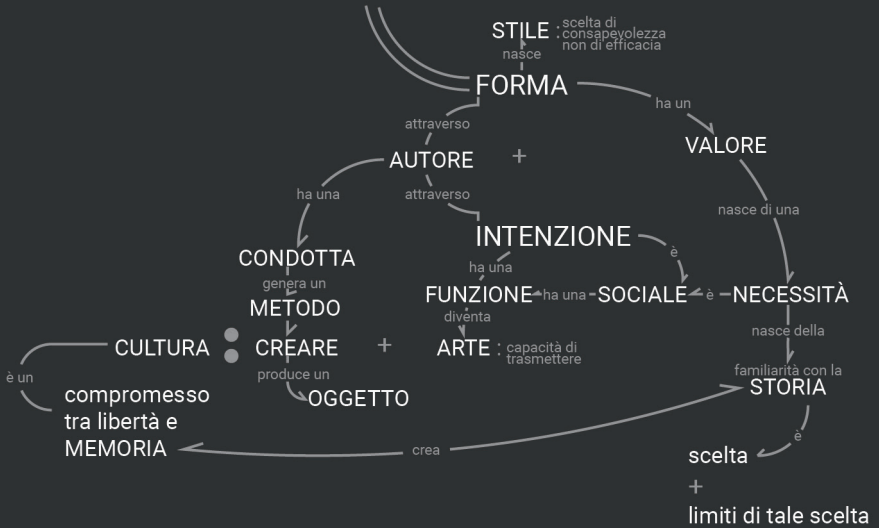 STILE : scelta di
consapevolezza
non di efficacia
nasce
FORMA
ha un
attraverso
VALORE
AUTORE +
ha una
attraverso
nasce di una
INTENZIONE
è
CONDOTTA
ha una
genera un
FUNZIONE ha una SOCIALE è NECESSITÀ
METODO
diventa
nasce della
CULTURA : CREARE + ARTE : capacità di
trasmettere
è un
produce un
familiarità con la
STORIA
compromesso
tra libertà e
MEMORIA
OGGETTO
crea
è
scelta
+
limiti di tale scelta